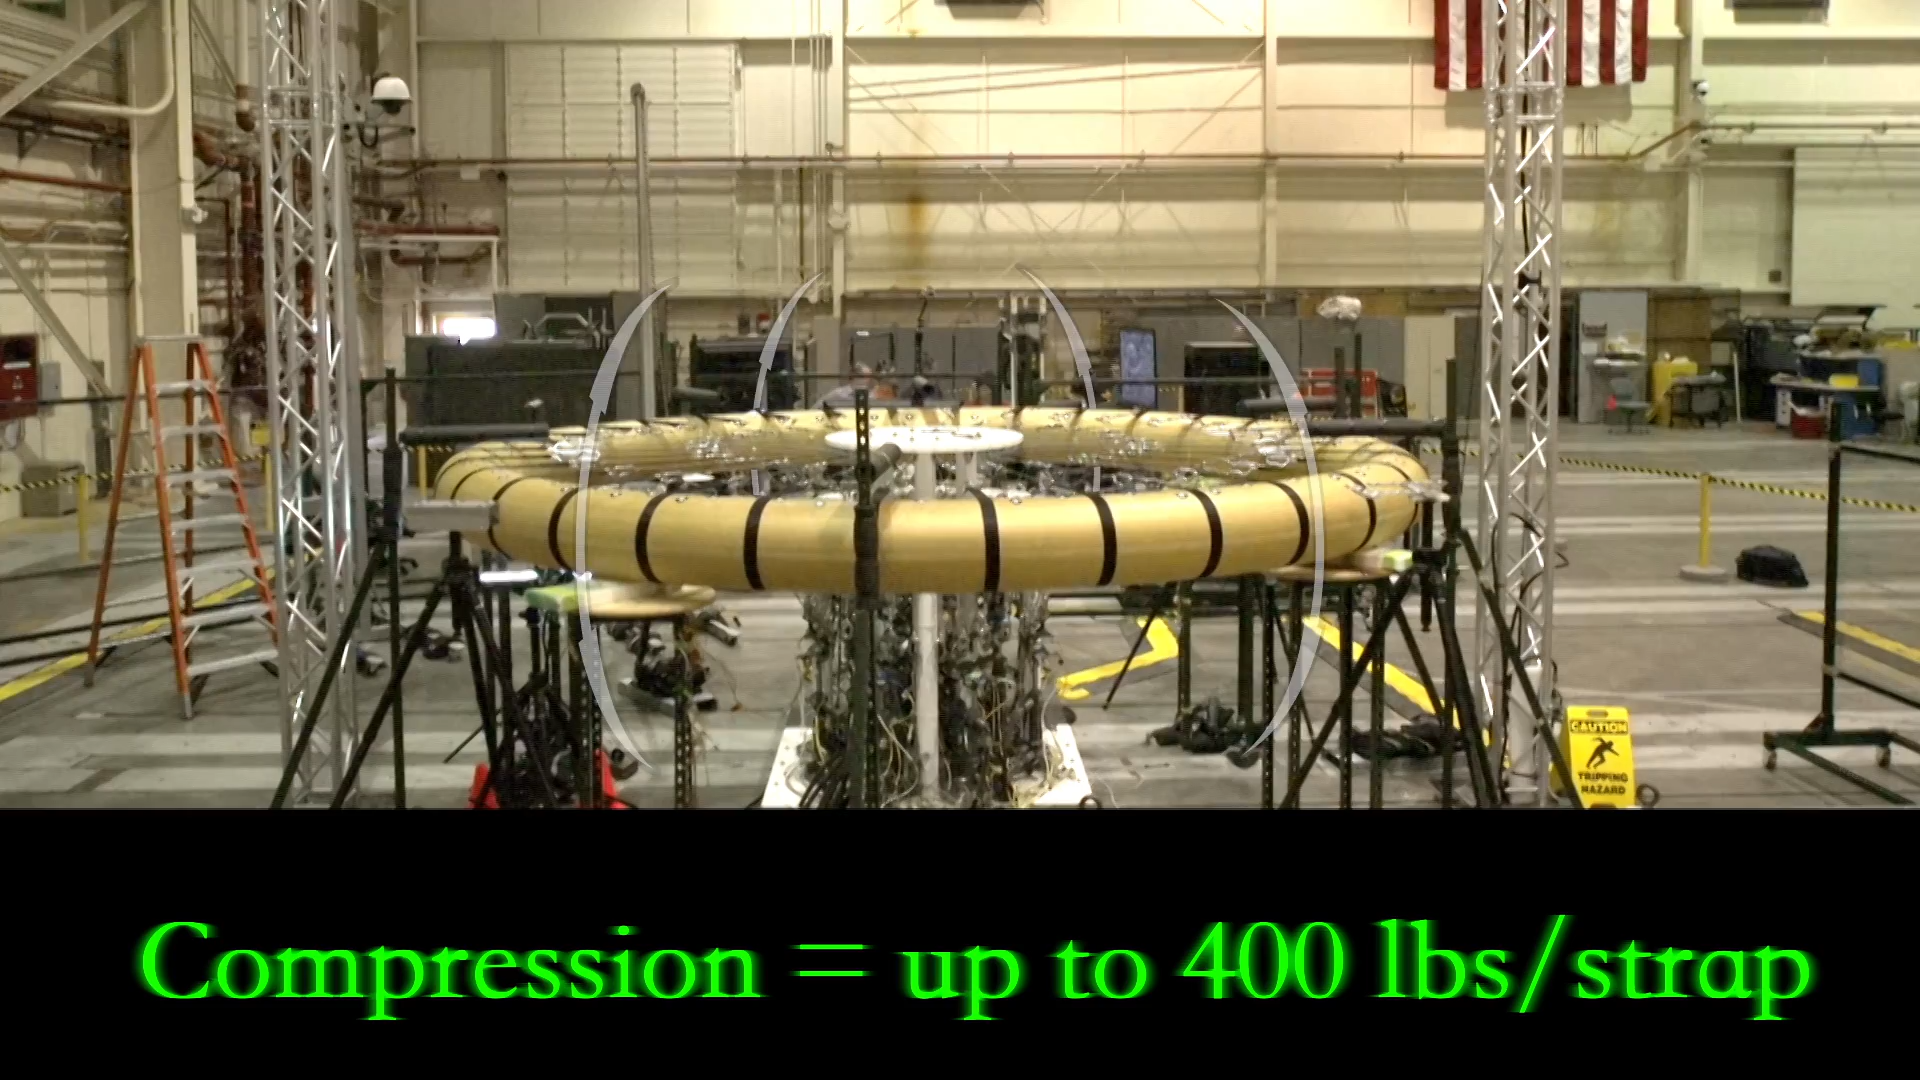 CAUTION
TRIPPING
HAZARD
Compression = up to 400 lbs/strap